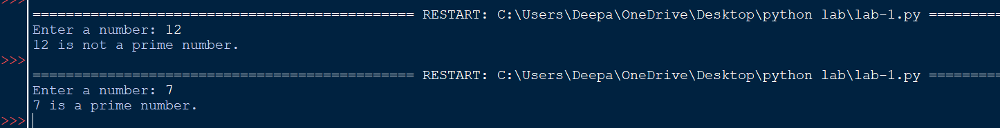 >>>
============================================== RESTART: C:\Users\Deepa\OneDrive\Desktop\python lab\lab-1.py =========
Enter a number: 12
12 is not a prime number.
>>>
============================================== RESTART: C:\Users\Deepa\OneDrive\Desktop\python lab\lab-1.py =========
Enter a number: 7
7 is a prime number.
>>>